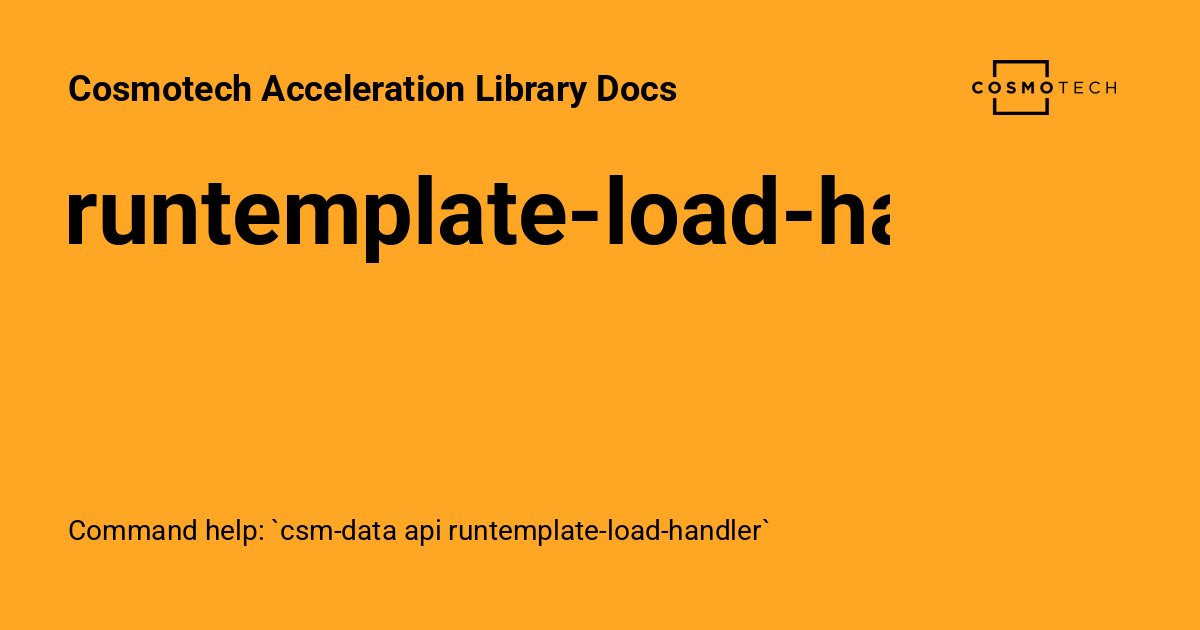 Cosmotech Acceleration Library Docs
COSMOTECH
runtemplate-load-ha
Command help: `csm-data api runtemplate-load-handler`